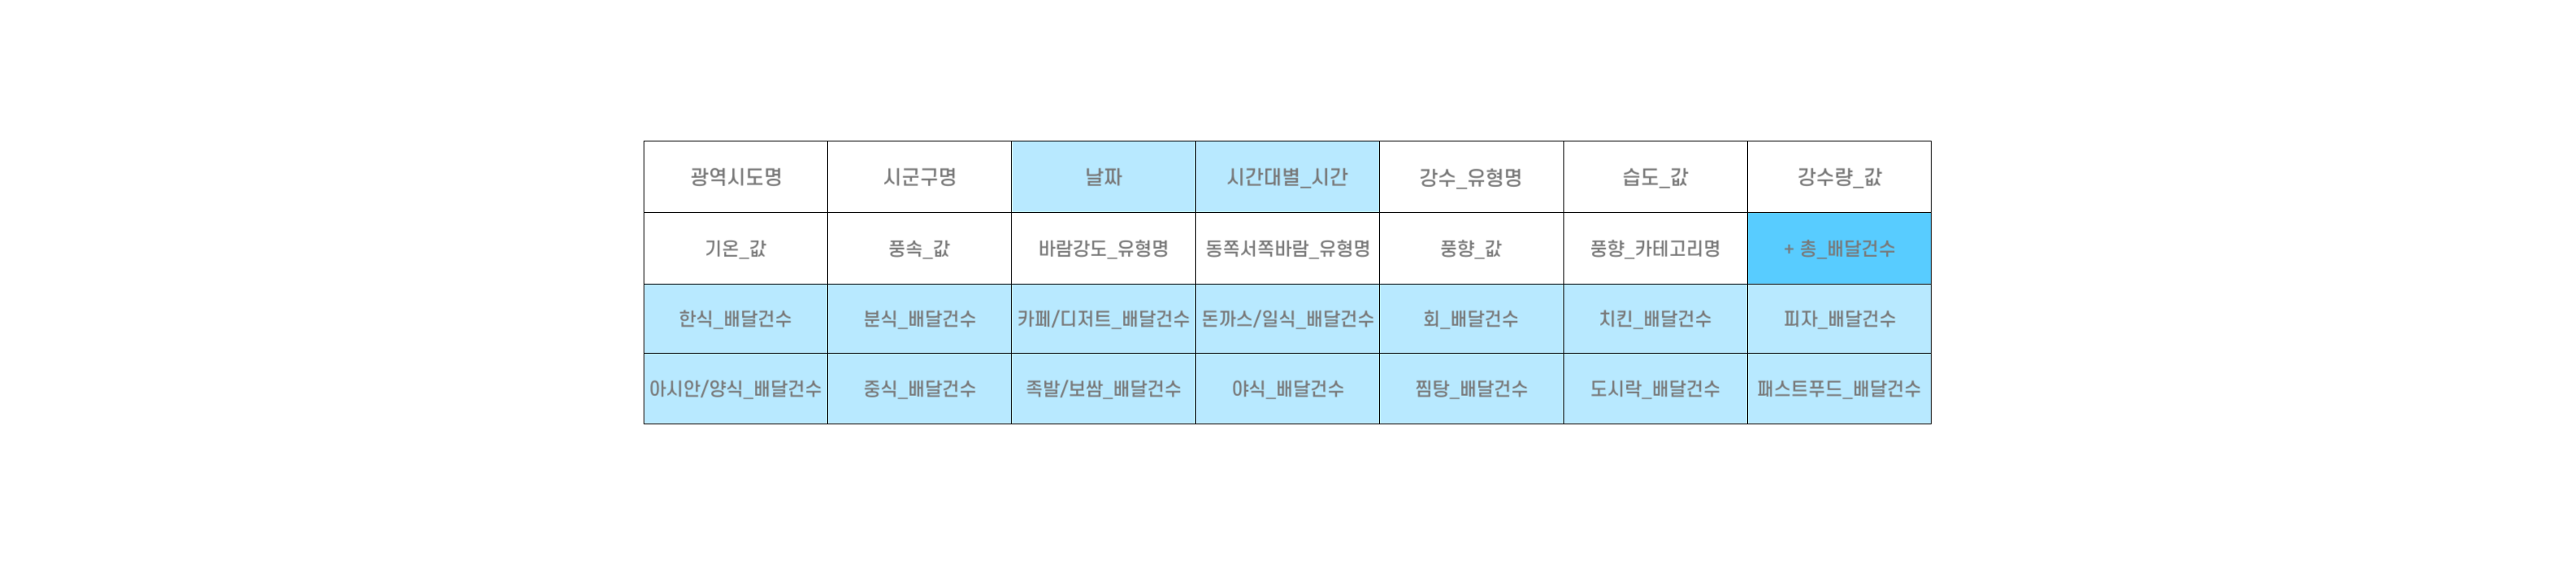 광역시도명 시군구명 날짜 시간대별_시간 강수_유형명 습도_값 강수량_값
기온_값 풍속_값 바람강도_유형명 동쪽서쪽바람_유형명 풍향_값 풍향_카테고리명 + 총_배달건수
한식_배달건수 분식_배달건수 카페/디저트_배달건수 돈까스/일식_배달건수 회_배달건수 치킨_배달건수 피자_배달건수
아시안/양식_배달건수 중식_배달건수 족발/보쌈_배달건수 야식_배달건수 찜탕_배달건수 도시락_배달건수 패스트푸드_배달건수